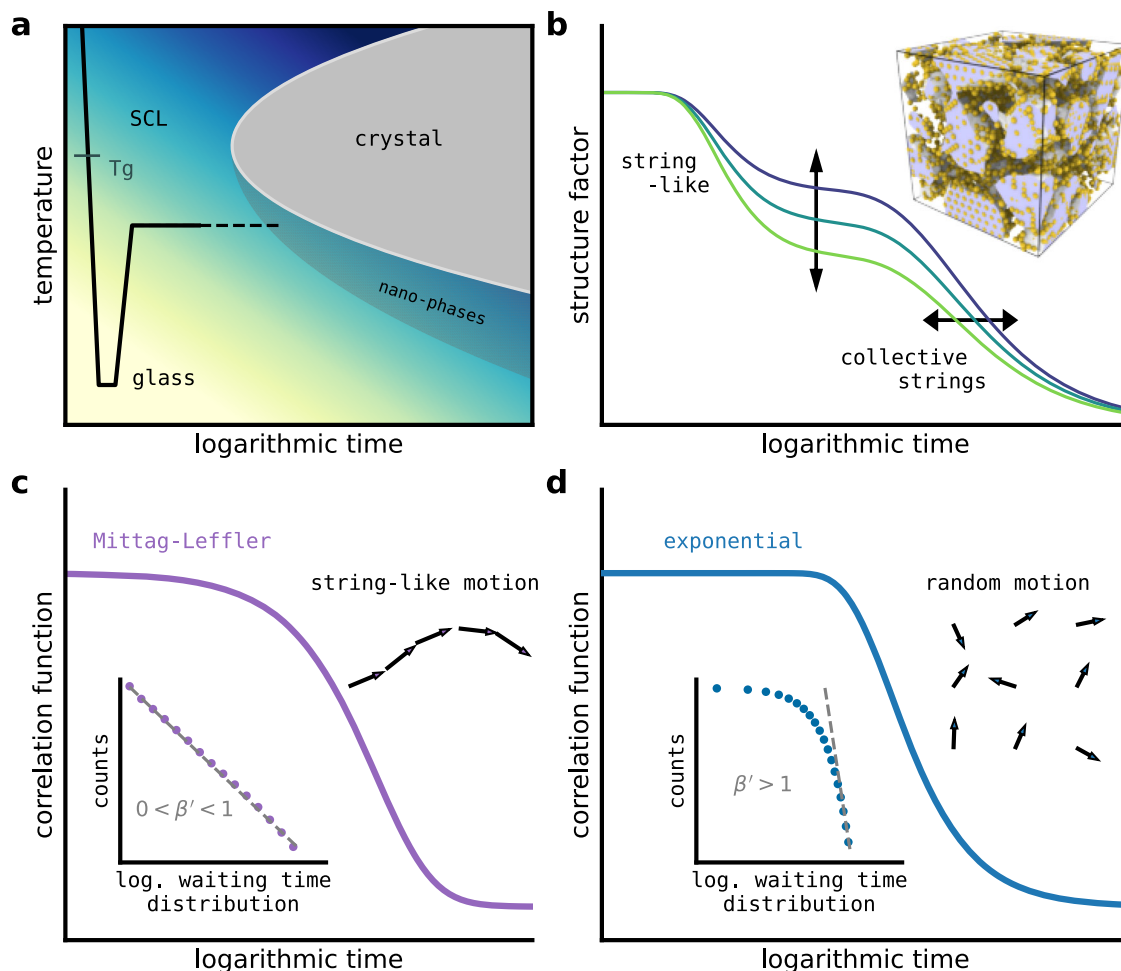 a
SCL
crystal
Tg
nano-phases
glass
temperature
logarithmic time
b
string
-like
collective
strings
structure factor
logarithmic time
c
Mittag-Leffler
string-like motion
0 < β′ < 1
counts
log. waiting time
distribution
correlation function
logarithmic time
d
exponential
random motion
β′ > 1
counts
log. waiting time
distribution
correlation function
logarithmic time